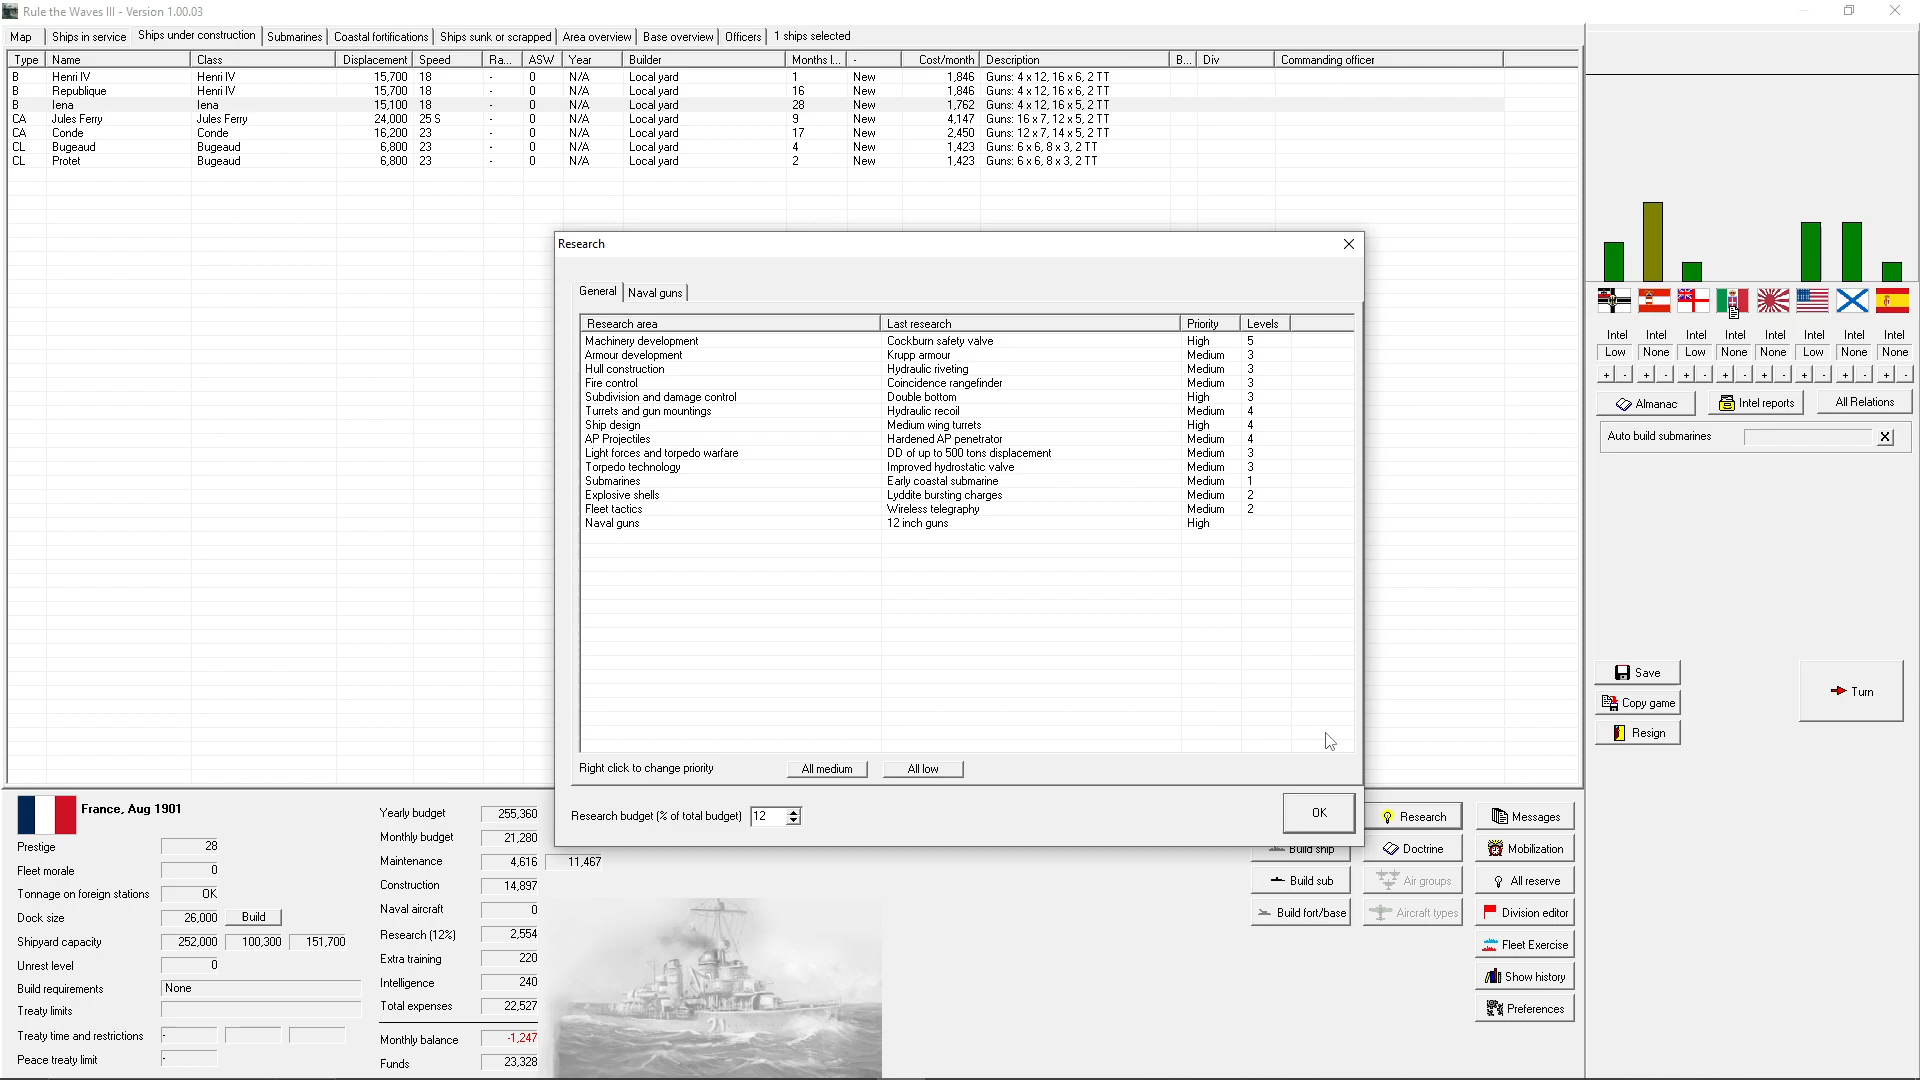 Rule the Waves III - Version 1.00.03
Map Ships in service Ships under construction Submarines Coastal fortifications Ships sunk or scrapped Area overview Base overview Officers 1 ships selected
Type Name Class Displacement Speed Ra... ASW Year Builder Months l... - Cost/month Description B... Div Commanding officer
B Henri IV Henri IV 15,700 18 - 0 N/A Local yard 1 New 1,846 Guns: 4 x 12, 16 x 6, 2 TT
B Republique Henri IV 15,700 18 - 0 N/A Local yard 16 New 1,846 Guns: 4 x 12, 16 x 6, 2 TT
B Iena Iena 15,100 18 - 0 N/A Local yard 28 New 1,762 Guns: 4 x 12, 16 x 5, 2 TT
CA Jules Ferry Jules Ferry 24,000 25 S - 0 N/A Local yard 9 New 4,147 Guns: 16 x 7, 12 x 5, 2 TT
CA Conde Conde 16,200 23 - 0 N/A Local yard 17 New 2,450 Guns: 12 x 7, 14 x 5, 2 TT
CL Bugeaud Bugeaud 6,800 23 - 0 N/A Local yard 4 New 1,423 Guns: 6 x 6, 8 x 3, 2 TT
CL Protet Bugeaud 6,800 23 - 0 N/A Local yard 2 New 1,423 Guns: 6 x 6, 8 x 3, 2 TT
Research
General Naval guns
Research area Last research Priority Levels
Machinery development Cockburn safety valve High 5
Armour development Krupp armour Medium 3
Hull construction Hydraulic riveting Medium 3
Fire control Coincidence rangefinder Medium 3
Subdivision and damage control Double bottom High 3
Turrets and gun mountings Hydraulic recoil Medium 4
Ship design Medium wing turrets High 4
AP Projectiles Hardened AP penetrator Medium 4
Light forces and torpedo warfare DD of up to 500 tons displacement Medium 3
Torpedo technology Improved hydrostatic valve Medium 3
Submarines Early coastal submarine Medium 1
Explosive shells Lyddite bursting charges Medium 2
Fleet tactics Wireless telegraphy Medium 2
Naval guns 12 inch guns High
Right click to change priority All medium All low
Research budget (% of total budget) 12 OK
Intel Intel Intel Intel Intel Intel Intel Intel
Low None Low None None Low None None
+ - + - + - + - + - + - + - + -
Almanac Intel reports All Relations
Auto build submarines X
Save
Copy game
Resign
Turn
France, Aug 1901
Prestige 28
Fleet morale 0
Tonnage on foreign stations OK
Dock size 26,000 Build
Shipyard capacity 252,000 100,300 151,700
Unrest level 0
Build requirements None
Treaty limits
Treaty time and restrictions -
Peace treaty limit -
Yearly budget 255,360
Monthly budget 21,280
Maintenance 4,616 11,467
Construction 14,897
Naval aircraft 0
Research (12%) 2,554
Extra training 220
Intelligence 240
Total expenses 22,527
Monthly balance -1,247
Funds 23,328
Research Messages
Build ship Doctrine Mobilization
Build sub Air groups All reserve
Build fort/base Aircraft types Division editor
Fleet Exercise
Show history
Preferences